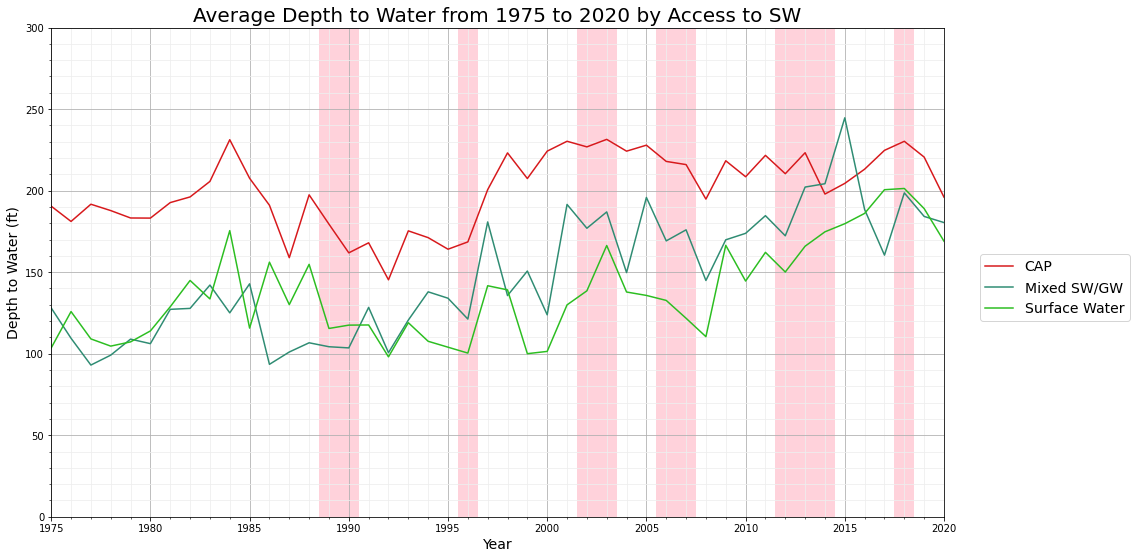 Average Depth to Water from 1975 to 2020 by Access to SW
300
250
200
150
100
50
0
Depth to Water (ft)
1975 1980 1985 1990 1995 2000 2005 2010 2015 2020
Year
CAP
Mixed SW/GW
Surface Water